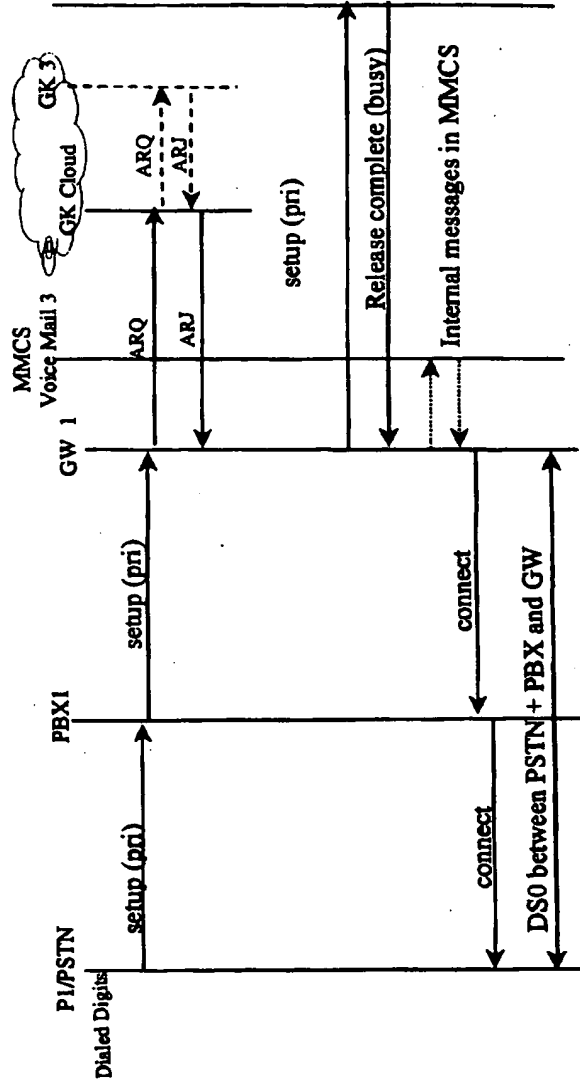 P1/PSTN
Dialed Digits
PBX1
GW 1
MMCS
Voice Mail 3
GK Cloud
GK 3
setup (pri)
setup (pri)
ARQ
ARQ
ARJ
ARJ
setup (pri)
Release complete (busy)
Internal messages in MMCS
connect
connect
DS0 between PSTN + PBX and GW